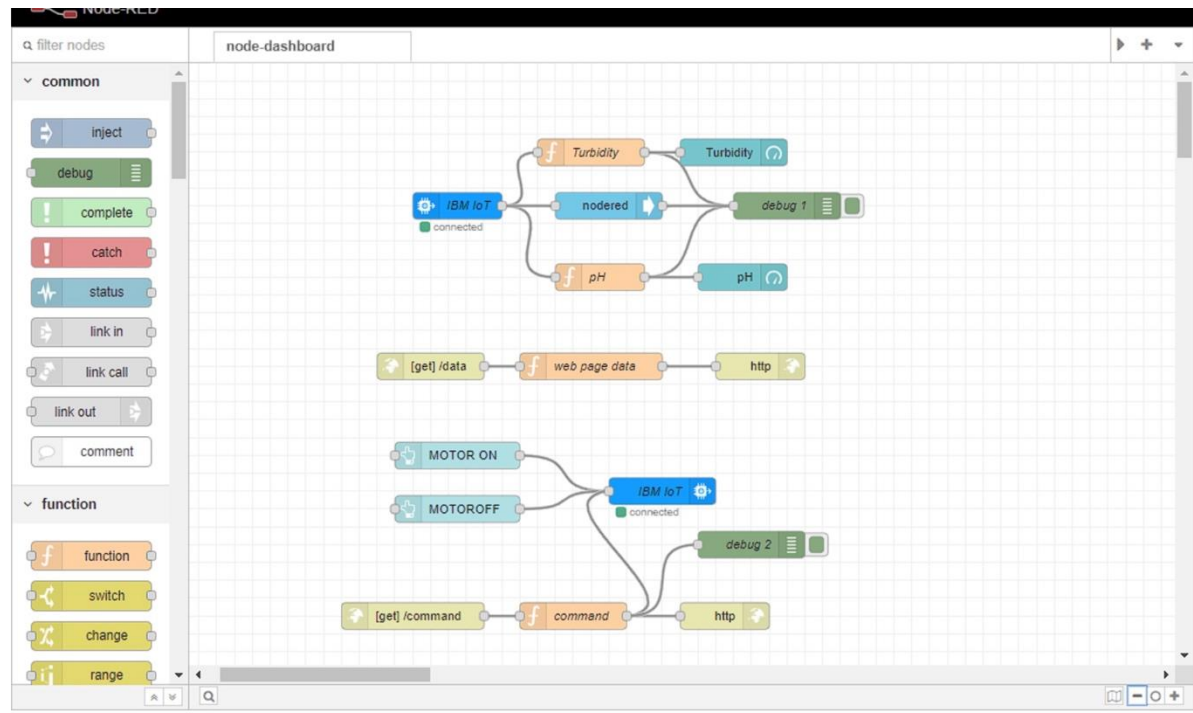 Node-RED
filter nodes
node-dashboard
common
inject
debug
complete
catch
status
link in
link call
link out
comment
function
function
switch
change
range
Turbidity
Turbidity
IBM IoT
connected
nodered
debug 1
pH
pH
[get] /data
web page data
http
MOTOR ON
MOTOROFF
IBM IoT
connected
debug 2
[get] /command
command
http